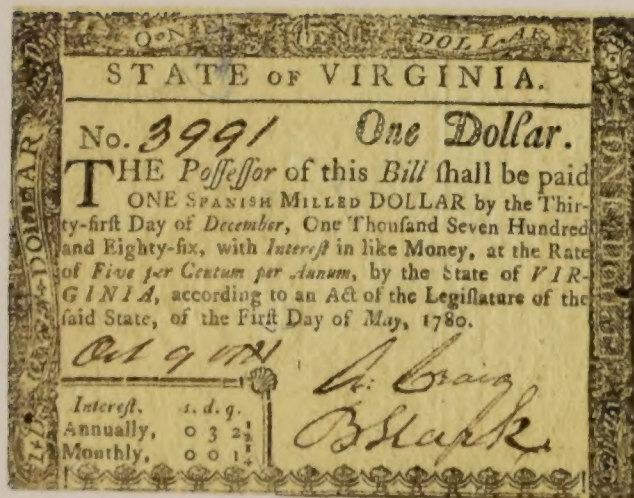 ONE DOLLAR
STATE OF VIRGINIA.
No. 3991 One Dollar.
THE Poſſeſſor of this Bill ſhall be paid
ONE SPANISH MILLED DOLLAR by the Thir-
ty-firſt Day of December, One Thouſand Seven Hundred
and Eighty-ſix, with Intereſt in like Money, at the Rate
of Five per Centum per Annum, by the State of VIR-
GINIA, according to an Act of the Legiſlature of the
ſaid State, of the Firſt Day of May, 1780.
A: Craig
Intereſt. s. d. q.
B Stark
Annually, 0 3 2½
Monthly, 0 0 1¼
DOLLAR